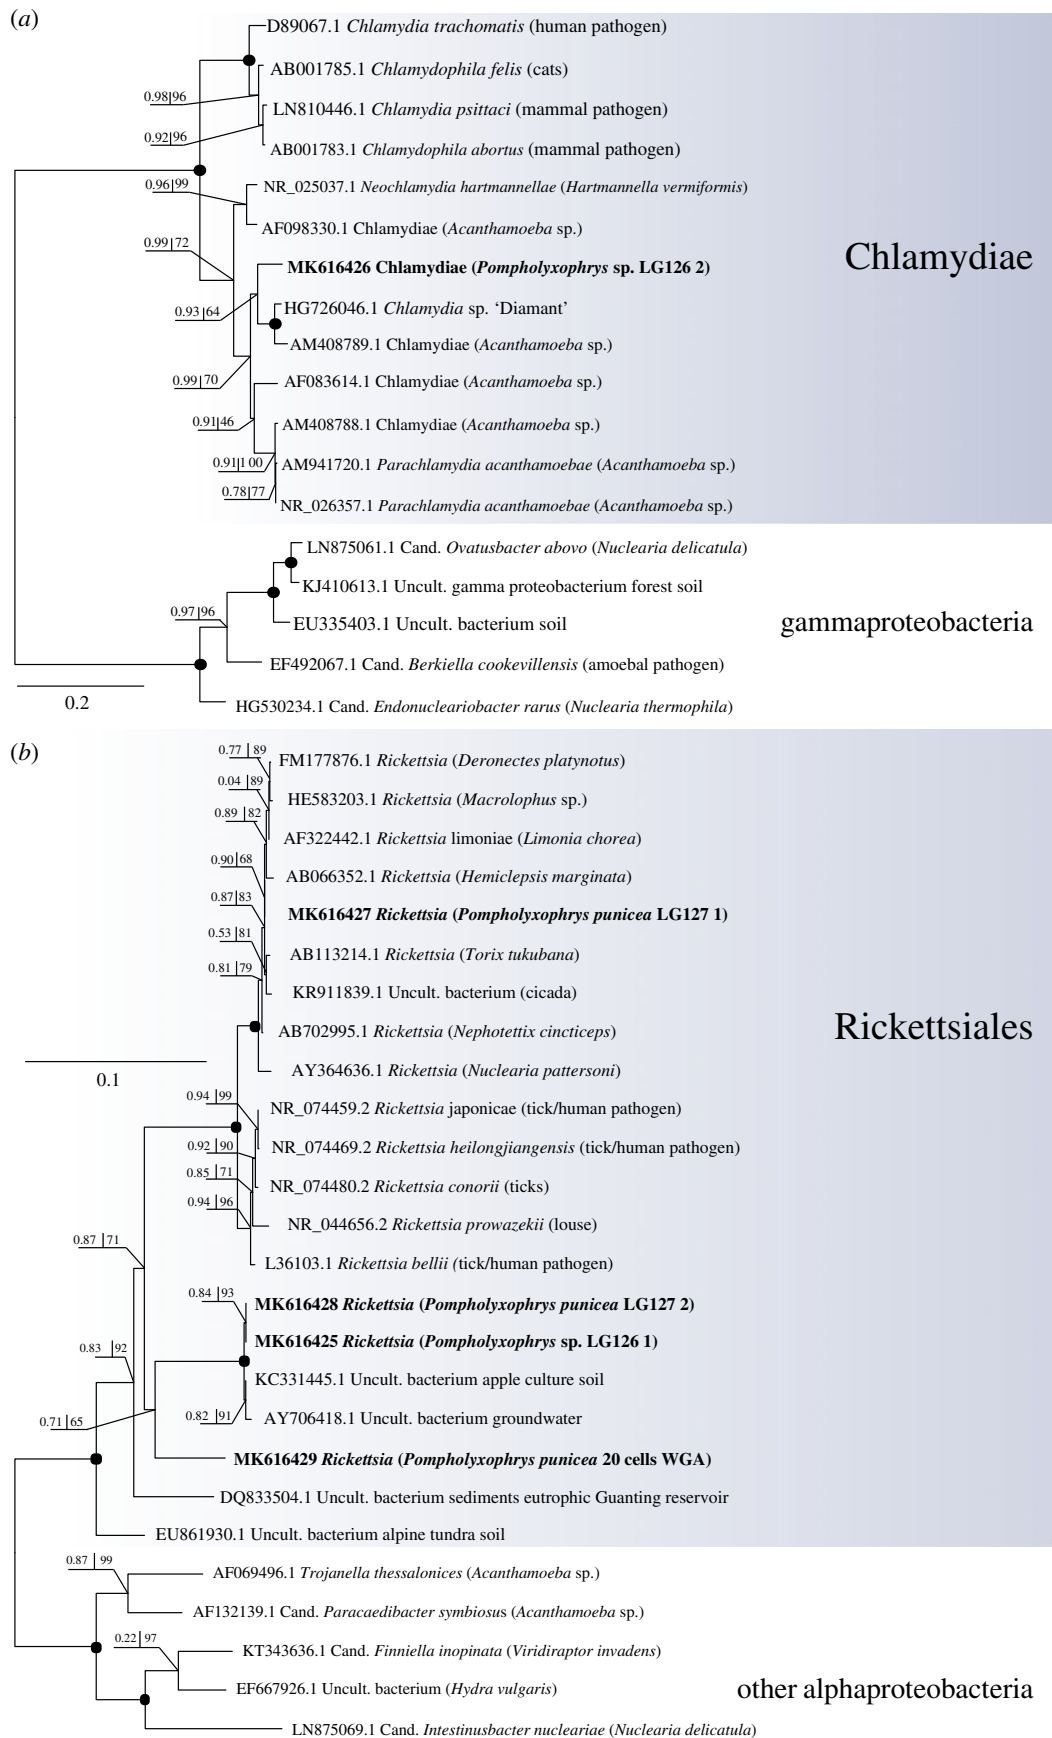 (a)
D89067.1 Chlamydia trachomatis (human pathogen)
AB001785.1 Chlamydophila felis (cats)
0.98|96
LN810446.1 Chlamydia psittaci (mammal pathogen)
0.92|96
AB001783.1 Chlamydophila abortus (mammal pathogen)
0.96|99
NR_025037.1 Neochlamydia hartmannellae (Hartmannella vermiformis)
AF098330.1 Chlamydiae (Acanthamoeba sp.)
0.99|72
Chlamydiae
MK616426 Chlamydiae (Pompholyxophrys sp. LG126 2)
0.93|64
HG726046.1 Chlamydia sp. ‘Diamant’
AM408789.1 Chlamydiae (Acanthamoeba sp.)
0.99|70
AF083614.1 Chlamydiae (Acanthamoeba sp.)
0.91|46
AM408788.1 Chlamydiae (Acanthamoeba sp.)
0.91|1 00
AM941720.1 Parachlamydia acanthamoebae (Acanthamoeba sp.)
0.78|77
NR_026357.1 Parachlamydia acanthamoebae (Acanthamoeba sp.)
LN875061.1 Cand. Ovatusbacter abovo (Nuclearia delicatula)
KJ410613.1 Uncult. gamma proteobacterium forest soil
0.97|96
EU335403.1 Uncult. bacterium soil
gammaproteobacteria
EF492067.1 Cand. Berkiella cookevillensis (amoebal pathogen)
0.2
HG530234.1 Cand. Endonucleariobacter rarus (Nuclearia thermophila)
(b)
0.77|89
FM177876.1 Rickettsia (Deronectes platynotus)
0.04|89
HE583203.1 Rickettsia (Macrolophus sp.)
0.89|82
AF322442.1 Rickettsia limoniae (Limonia chorea)
0.90|68
AB066352.1 Rickettsia (Hemiclepsis marginata)
0.87|83
MK616427 Rickettsia (Pompholyxophrys punicea LG127 1)
0.53|81
AB113214.1 Rickettsia (Torix tukubana)
0.81|79
KR911839.1 Uncult. bacterium (cicada)
AB702995.1 Rickettsia (Nephotettix cincticeps)
Rickettsiales
0.1
AY364636.1 Rickettsia (Nuclearia pattersoni)
0.94|99
NR_074459.2 Rickettsia japonicae (tick/human pathogen)
0.92|90
NR_074469.2 Rickettsia heilongjiangensis (tick/human pathogen)
0.85|71
NR_074480.2 Rickettsia conorii (ticks)
0.94|96
NR_044656.2 Rickettsia prowazekii (louse)
0.87|71
L36103.1 Rickettsia bellii (tick/human pathogen)
0.84|93
MK616428 Rickettsia (Pompholyxophrys punicea LG127 2)
MK616425 Rickettsia (Pompholyxophrys sp. LG126 1)
0.83|92
KC331445.1 Uncult. bacterium apple culture soil
0.82|91
AY706418.1 Uncult. bacterium groundwater
0.71|65
MK616429 Rickettsia (Pompholyxophrys punicea 20 cells WGA)
DQ833504.1 Uncult. bacterium sediments eutrophic Guanting reservoir
EU861930.1 Uncult. bacterium alpine tundra soil
0.87|99
AF069496.1 Trojanella thessalonices (Acanthamoeba sp.)
AF132139.1 Cand. Paracaedibacter symbiosus (Acanthamoeba sp.)
0.22|97
KT343636.1 Cand. Finniella inopinata (Viridiraptor invadens)
EF667926.1 Uncult. bacterium (Hydra vulgaris)
other alphaproteobacteria
LN875069.1 Cand. Intestinusbacter nucleariae (Nuclearia delicatula)